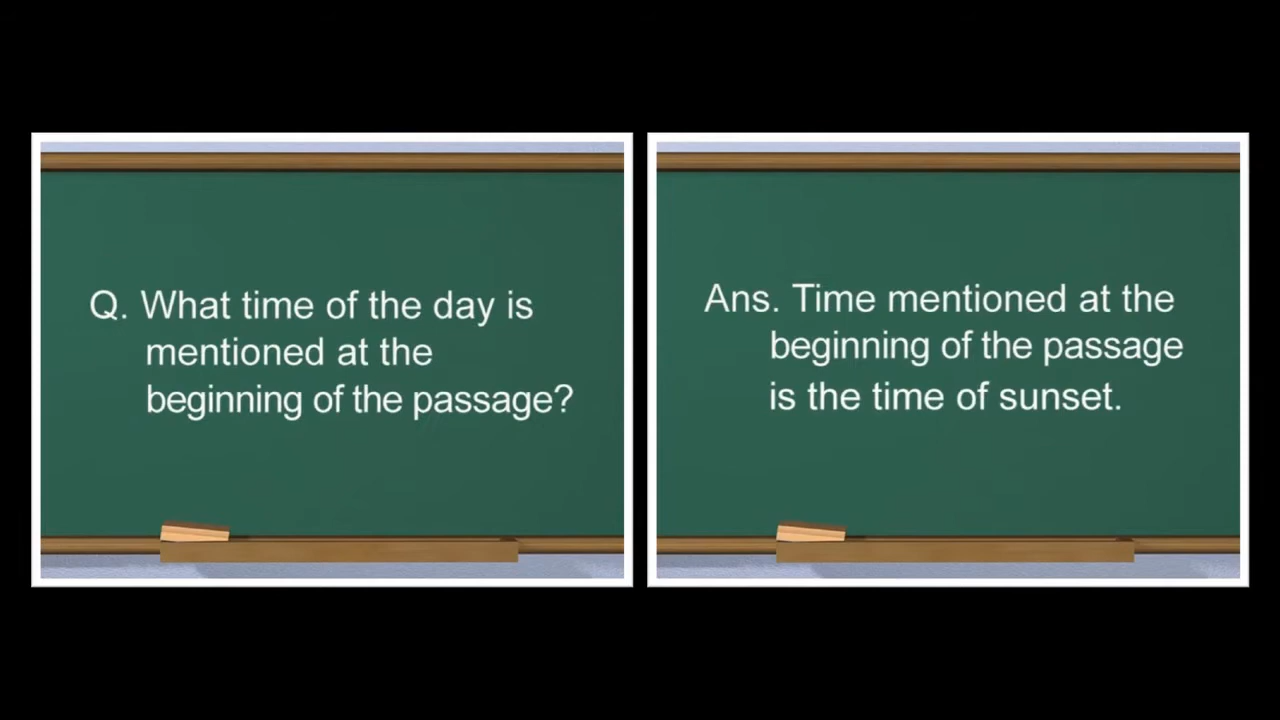 Q. What time of the day is
mentioned at the
beginning of the passage?
Ans. Time mentioned at the
beginning of the passage
is the time of sunset.